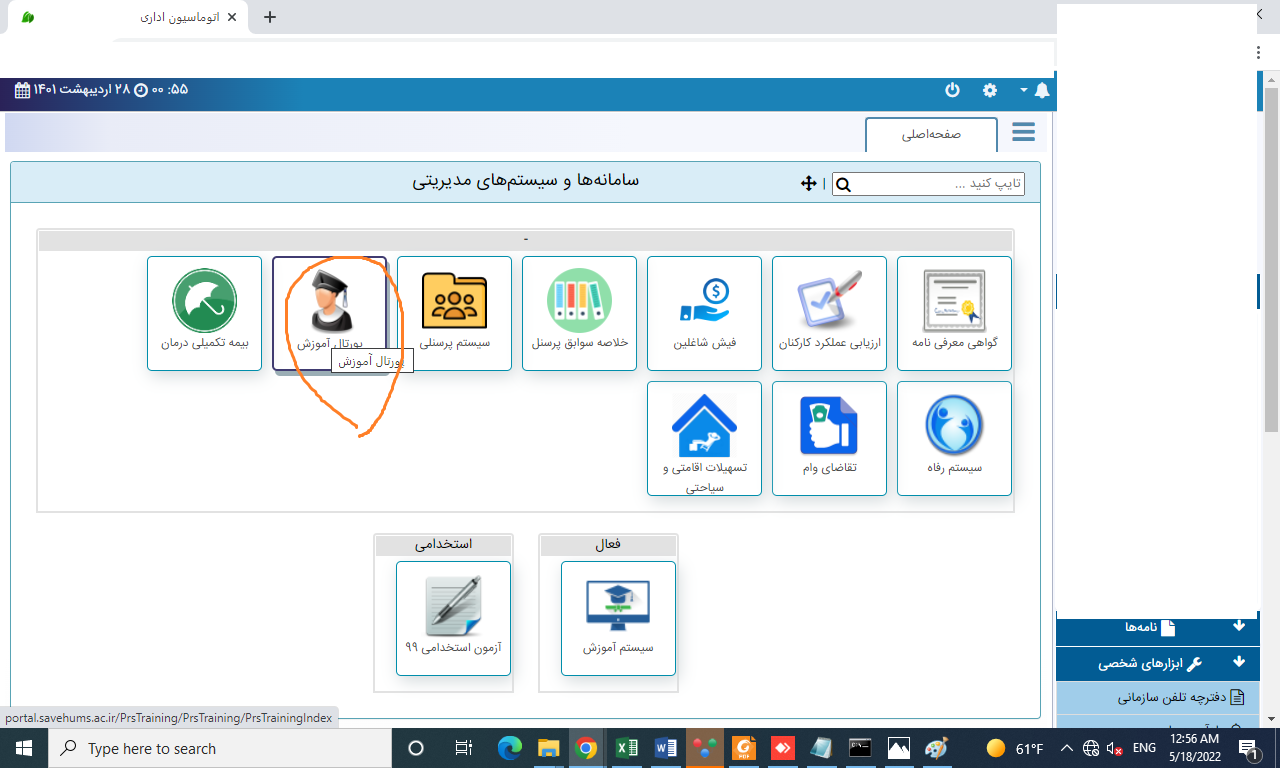 اتوماسیون اداری
۰۰ :۵۵ ۲۸ اردیبهشت ۱۴۰۱
صفحه‌اصلی
سامانه‌ها و سیستم‌های مدیریتی
تایپ کنید ...
|
-
گواهی معرفی نامه
ارزیابی عملکرد کارکنان
فیش شاغلین
خلاصه سوابق پرسنل
سیستم پرسنلی
پورتال آموزش
پورتال آموزش
بیمه تکمیلی درمان
سیستم رفاه
تقاضای وام
تسهیلات اقامتی و
سیاحتی
فعال
استخدامی
سیستم آموزش
آزمون استخدامی ۹۹
نامه‌ها
ابزارهای شخصی
دفترچه تلفن سازمانی
portal.savehums.ac.ir/PrsTraining/PrsTraining/PrsTrainingIndex
Type here to search
61°F
ENG
12:56 AM
5/18/2022
1